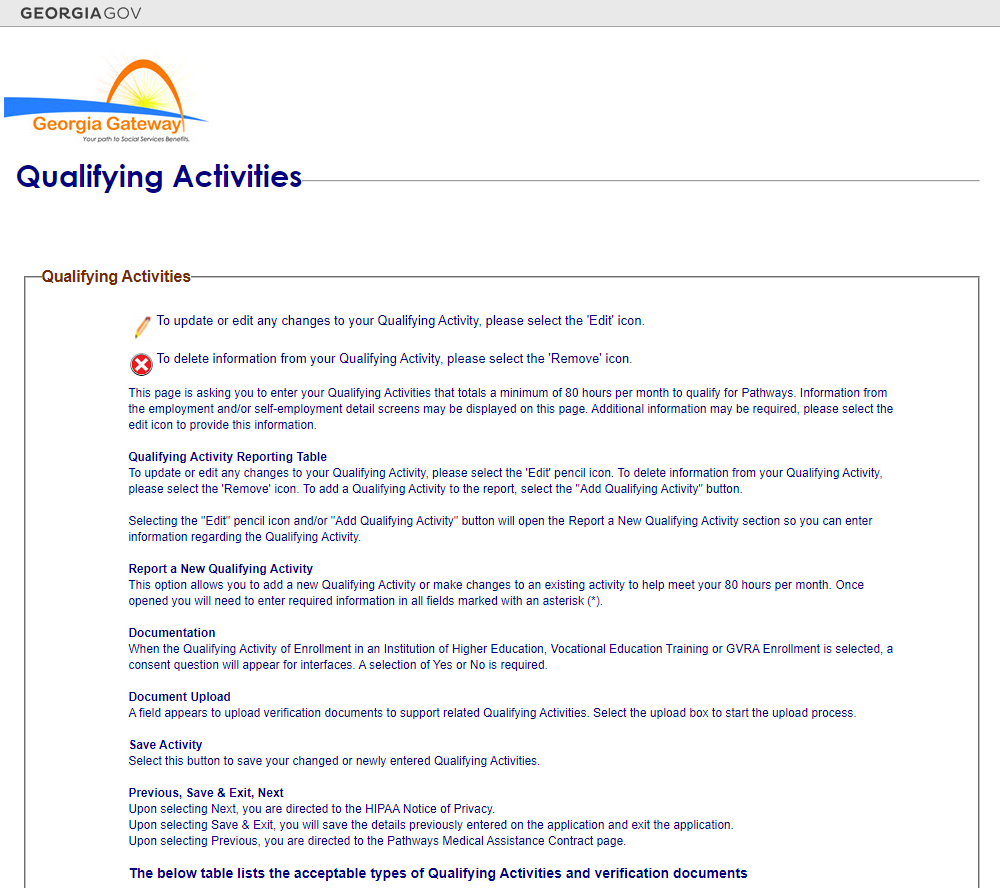 GEORGIAGOV
Georgia Gateway
Your path to Social Services Benefits.
Qualifying Activities
Qualifying Activities
To update or edit any changes to your Qualifying Activity, please select the 'Edit' icon.
To delete information from your Qualifying Activity, please select the 'Remove' icon.
This page is asking you to enter your Qualifying Activities that totals a minimum of 80 hours per month to qualify for Pathways. Information from
the employment and/or self-employment detail screens may be displayed on this page. Additional information may be required, please select the
edit icon to provide this information.
Qualifying Activity Reporting Table
To update or edit any changes to your Qualifying Activity, please select the 'Edit' pencil icon. To delete information from your Qualifying Activity,
please select the 'Remove' icon. To add a Qualifying Activity to the report, select the "Add Qualifying Activity" button.
Selecting the "Edit" pencil icon and/or "Add Qualifying Activity" button will open the Report a New Qualifying Activity section so you can enter
information regarding the Qualifying Activity.
Report a New Qualifying Activity
This option allows you to add a new Qualifying Activity or make changes to an existing activity to help meet your 80 hours per month. Once
opened you will need to enter required information in all fields marked with an asterisk (*).
Documentation
When the Qualifying Activity of Enrollment in an Institution of Higher Education, Vocational Education Training or GVRA Enrollment is selected, a
consent question will appear for interfaces. A selection of Yes or No is required.
Document Upload
A field appears to upload verification documents to support related Qualifying Activities. Select the upload box to start the upload process.
Save Activity
Select this button to save your changed or newly entered Qualifying Activities.
Previous, Save & Exit, Next
Upon selecting Next, you are directed to the HIPAA Notice of Privacy.
Upon selecting Save & Exit, you will save the details previously entered on the application and exit the application.
Upon selecting Previous, you are directed to the Pathways Medical Assistance Contract page.
The below table lists the acceptable types of Qualifying Activities and verification documents